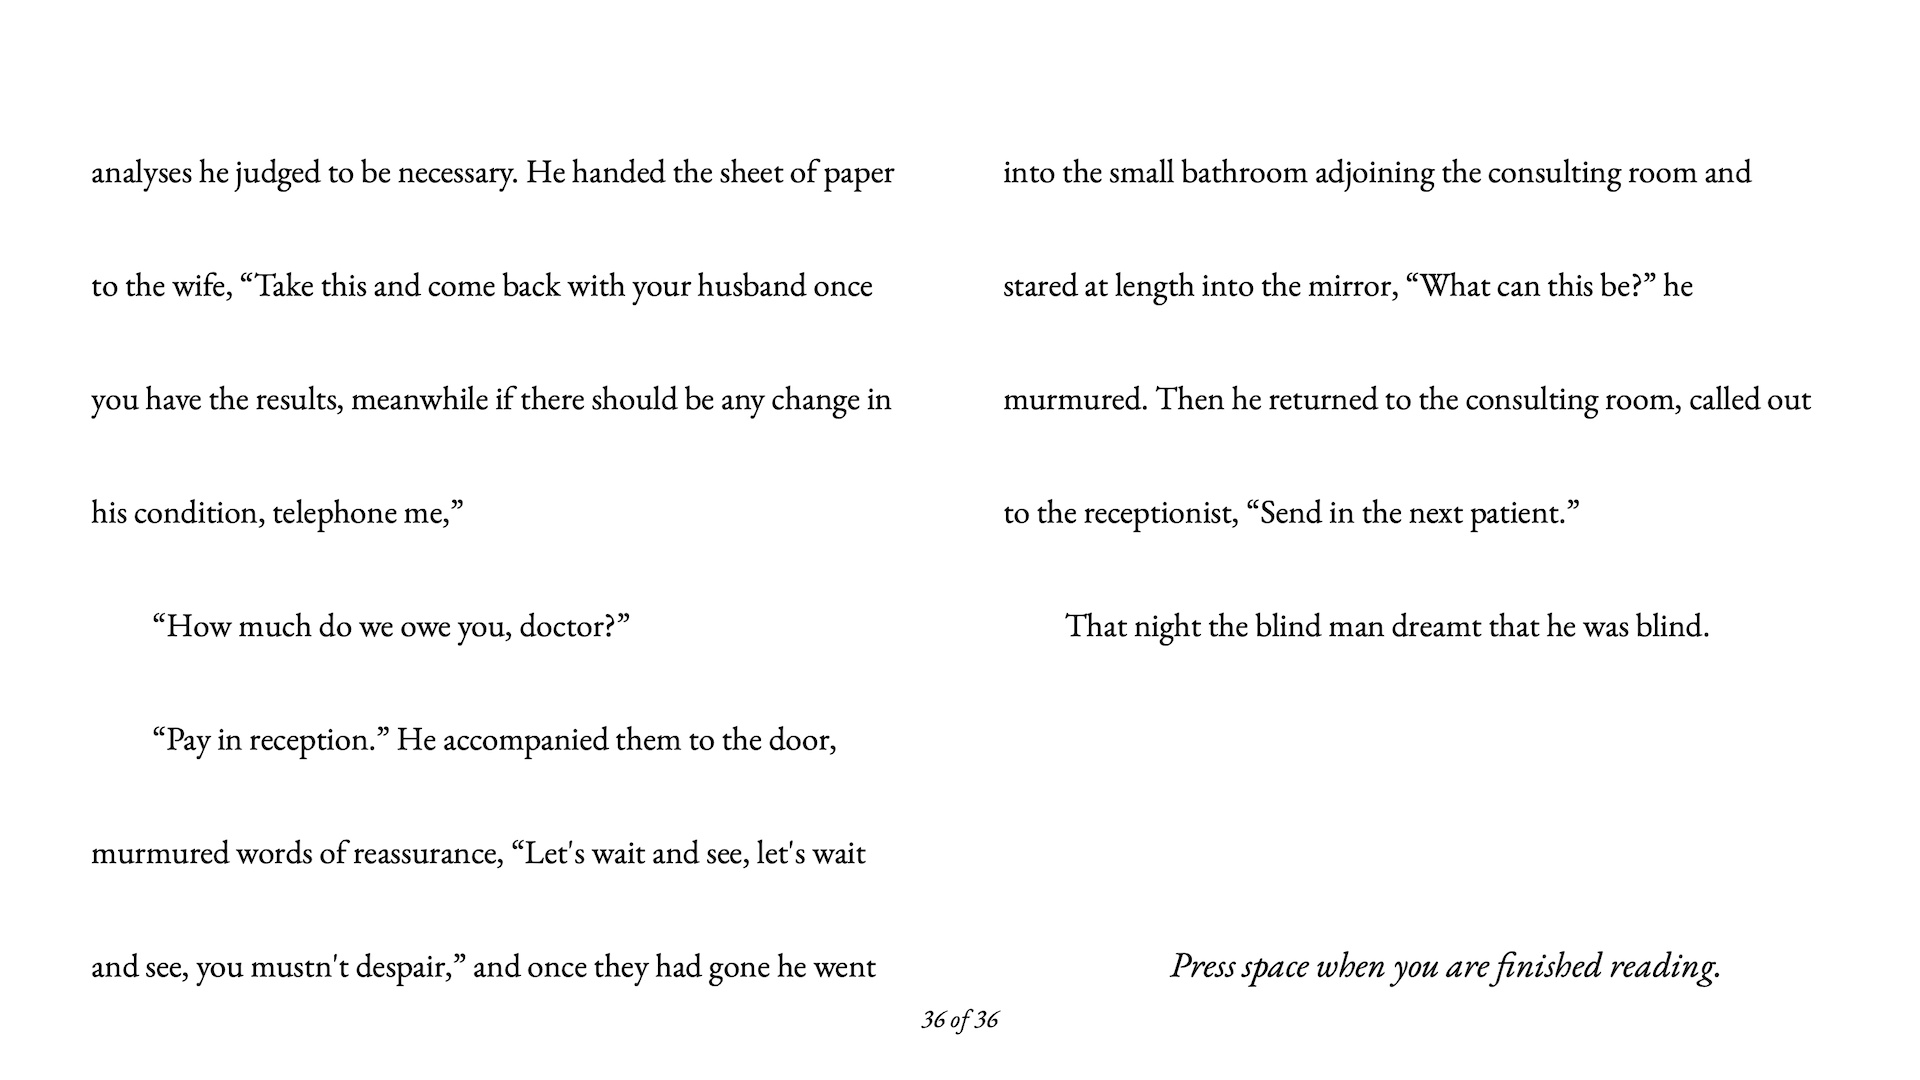 analyses he judged to be necessary. He handed the sheet of paper
to the wife, “Take this and come back with your husband once
you have the results, meanwhile if there should be any change in
his condition, telephone me,”
“How much do we owe you, doctor?”
“Pay in reception.” He accompanied them to the door,
murmured words of reassurance, “Let's wait and see, let's wait
and see, you mustn't despair,” and once they had gone he went
into the small bathroom adjoining the consulting room and
stared at length into the mirror, “What can this be?” he
murmured. Then he returned to the consulting room, called out
to the receptionist, “Send in the next patient.”
That night the blind man dreamt that he was blind.
Press space when you are finished reading.
36 of 36